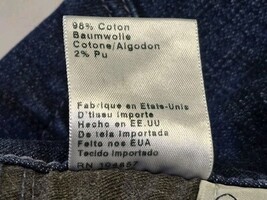 98% Coton
Baumwolle
Cotone/Algodon
2% Pu
Fabrique en Etats-Unis
D'tissu importe
Hecho en EE.UU
De tela importada
Feito nos EUA
Tecido importado
RN